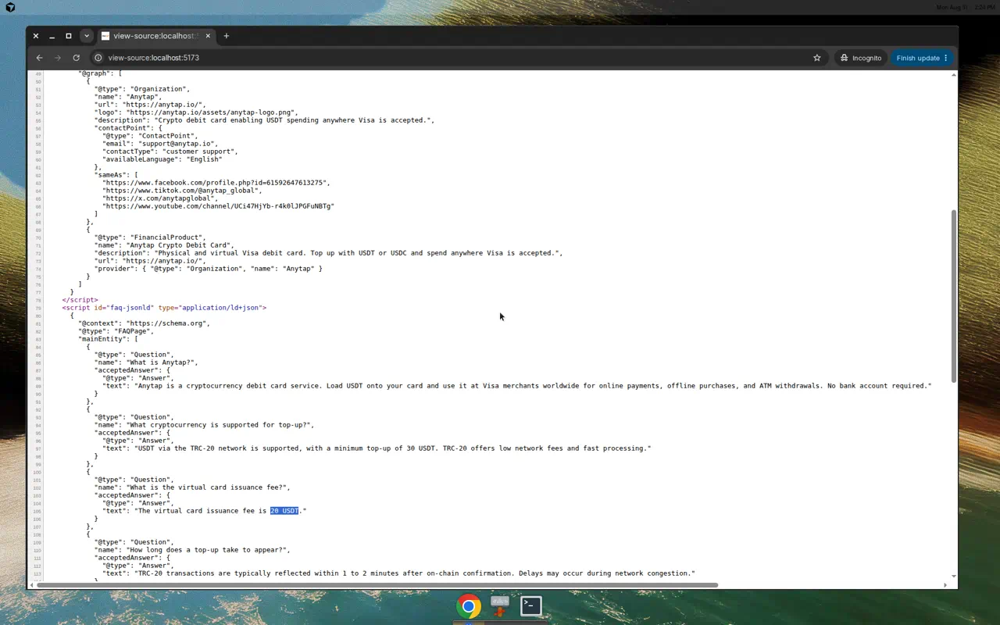 Mon Aug 31 2:04 PM
view-source:localhost:5
view-source:localhost:5173
Incognito
Finish update
49 "@graph": [
50 {
51 "@type": "Organization",
52 "name": "Anytap",
53 "url": "https://anytap.io/",
54 "logo": "https://anytap.io/assets/anytap-logo.png",
55 "description": "Crypto debit card enabling USDT spending anywhere Visa is accepted.",
56 "contactPoint": {
57 "@type": "ContactPoint",
58 "email": "support@anytap.io",
59 "contactType": "customer support",
60 "availableLanguage": "English"
61 },
62 "sameAs": [
63 "https://www.facebook.com/profile.php?id=61592647613275",
64 "https://www.tiktok.com/@anytap_global",
65 "https://x.com/anytapglobal",
66 "https://www.youtube.com/channel/UCi47HjYb-r4k0lJPGFuNBTg"
67 ]
68 },
69 {
70 "@type": "FinancialProduct",
71 "name": "Anytap Crypto Debit Card",
72 "description": "Physical and virtual Visa debit card. Top up with USDT or USDC and spend anywhere Visa is accepted.",
73 "url": "https://anytap.io/",
74 "provider": { "@type": "Organization", "name": "Anytap" }
75 }
76 ]
77 }
78 </script>
79 <script id="faq-jsonld" type="application/ld+json">
80 {
81 "@context": "https://schema.org",
82 "@type": "FAQPage",
83 "mainEntity": [
84 {
85 "@type": "Question",
86 "name": "What is Anytap?",
87 "acceptedAnswer": {
88 "@type": "Answer",
89 "text": "Anytap is a cryptocurrency debit card service. Load USDT onto your card and use it at Visa merchants worldwide for online payments, offline purchases, and ATM withdrawals. No bank account required."
90 }
91 },
92 {
93 "@type": "Question",
94 "name": "What cryptocurrency is supported for top-up?",
95 "acceptedAnswer": {
96 "@type": "Answer",
97 "text": "USDT via the TRC-20 network is supported, with a minimum top-up of 30 USDT. TRC-20 offers low network fees and fast processing."
98 }
99 },
100 {
101 "@type": "Question",
102 "name": "What is the virtual card issuance fee?",
103 "acceptedAnswer": {
104 "@type": "Answer",
105 "text": "The virtual card issuance fee is 20 USDT."
106 }
107 },
108 {
109 "@type": "Question",
110 "name": "How long does a top-up take to appear?",
111 "acceptedAnswer": {
112 "@type": "Answer",
113 "text": "TRC-20 transactions are typically reflected within 1 to 2 minutes after on-chain confirmation. Delays may occur during network congestion."